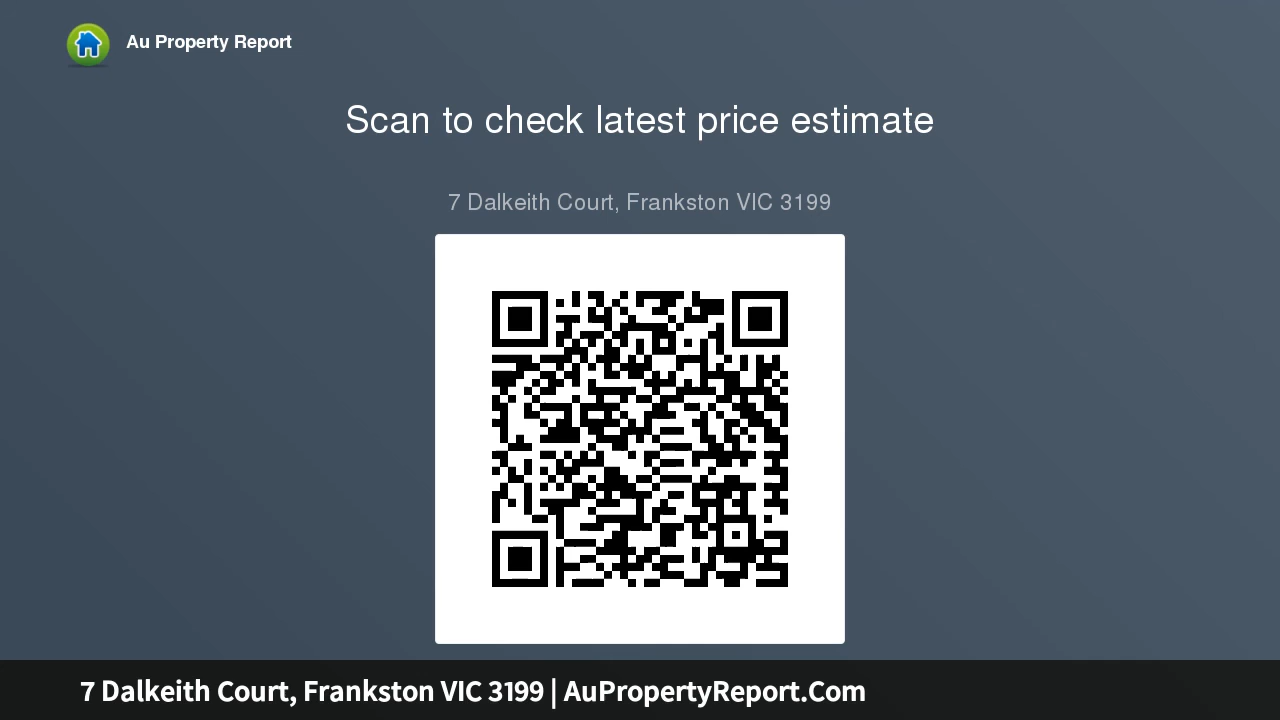 Au Property Report
Scan to check latest price estimate
7 Dalkeith Court, Frankston VIC 3199
7 Dalkeith Court, Frankston VIC 3199 | AuPropertyReport.Com